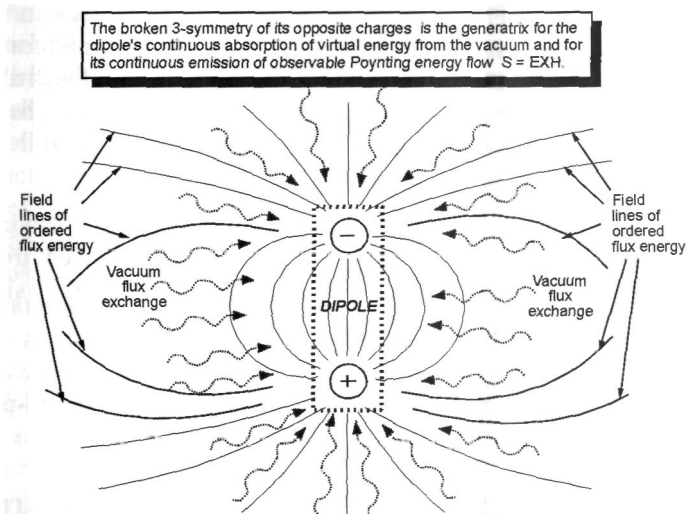 The broken 3-symmetry of its opposite charges is the generatrix for the
dipole's continuous absorption of virtual energy from the vacuum and for
its continuous emission of observable Poynting energy flow S = EXH.
Field
lines of
ordered
flux energy
Vacuum
flux
exchange
−
DIPOLE
+
Field
lines of
ordered
flux energy
Vacuum
flux
exchange